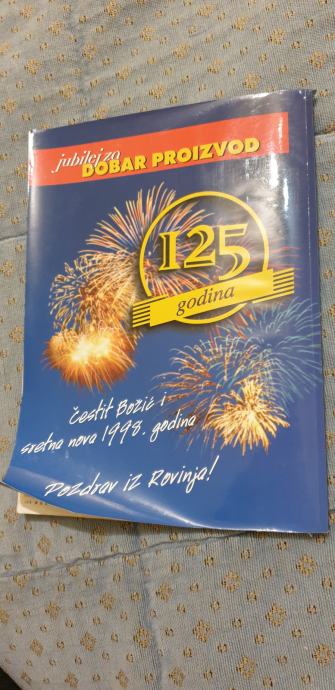 jubilej za
DOBAR PROIZVOD
125
godina
Čestit Božić i
sretna nova 1998. godina
Pozdrav iz Rovinja!